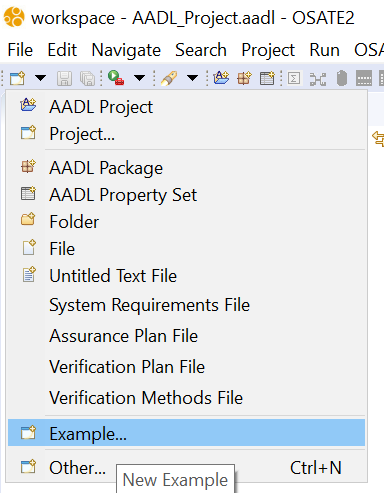 workspace - AADL_Project.aadl - OSATE2
File Edit Navigate Search Project Run OSA
AADL Project
Project...
AADL Package
AADL Property Set
Folder
File
Untitled Text File
System Requirements File
Assurance Plan File
Verification Plan File
Verification Methods File
Example...
Other... Ctrl+N
New Example